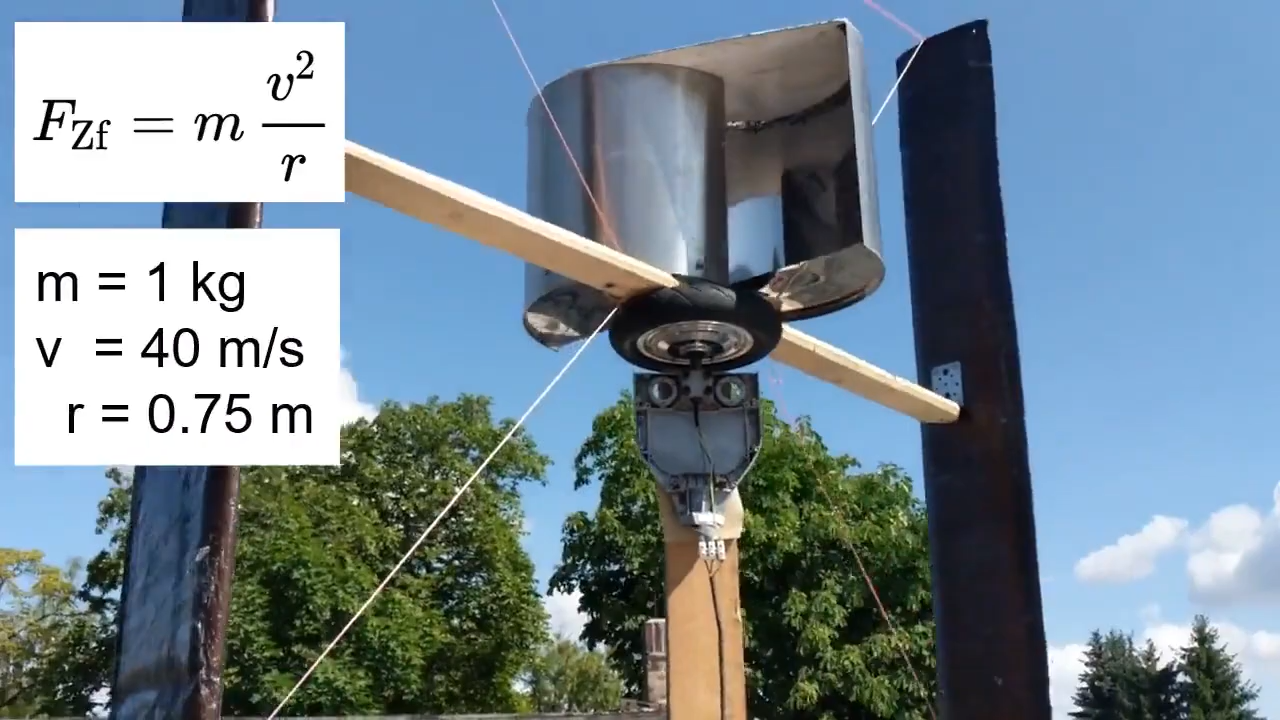 F_Zf = m v²/r
m = 1 kg
v = 40 m/s
r = 0.75 m